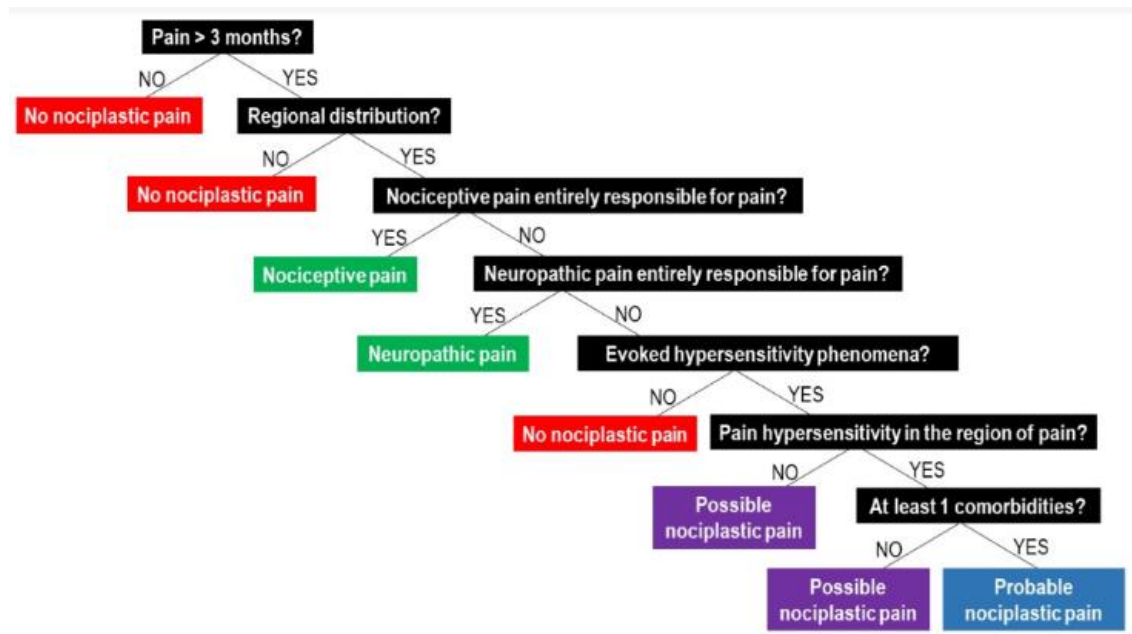 Pain > 3 months?
NO
YES
No nociplastic pain
Regional distribution?
NO
YES
No nociplastic pain
Nociceptive pain entirely responsible for pain?
YES
NO
Nociceptive pain
Neuropathic pain entirely responsible for pain?
YES
NO
Neuropathic pain
Evoked hypersensitivity phenomena?
NO
YES
No nociplastic pain
Pain hypersensitivity in the region of pain?
NO
YES
Possible
nociplastic pain
At least 1 comorbidities?
NO
YES
Possible
nociplastic pain
Probable
nociplastic pain